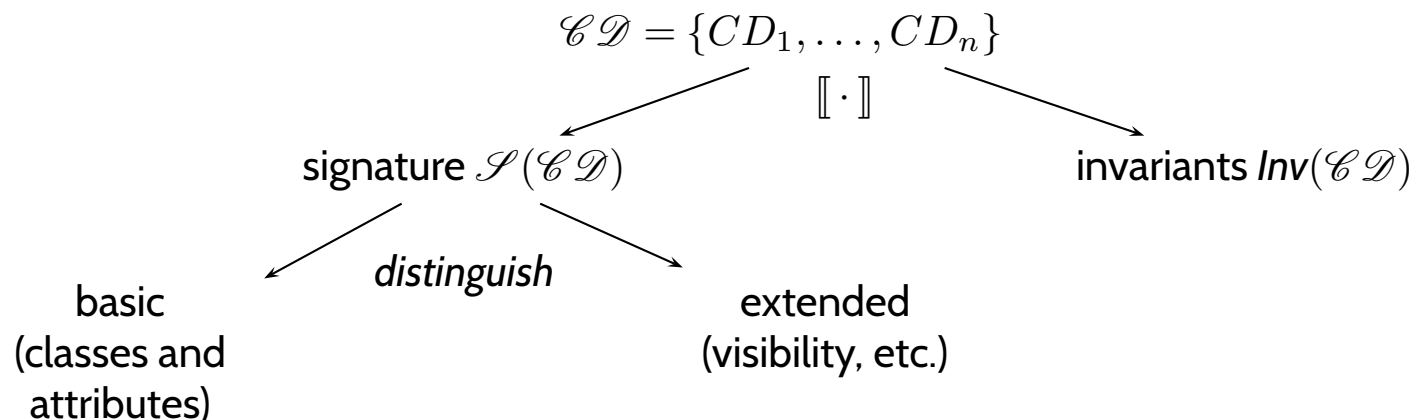 𝒞𝒟 = {CD₁, . . . , CDₙ}
⟦ · ⟧
signature 𝒮(𝒞𝒟)
invariants Inv(𝒞𝒟)
distinguish
basic
(classes and
attributes)
extended
(visibility, etc.)